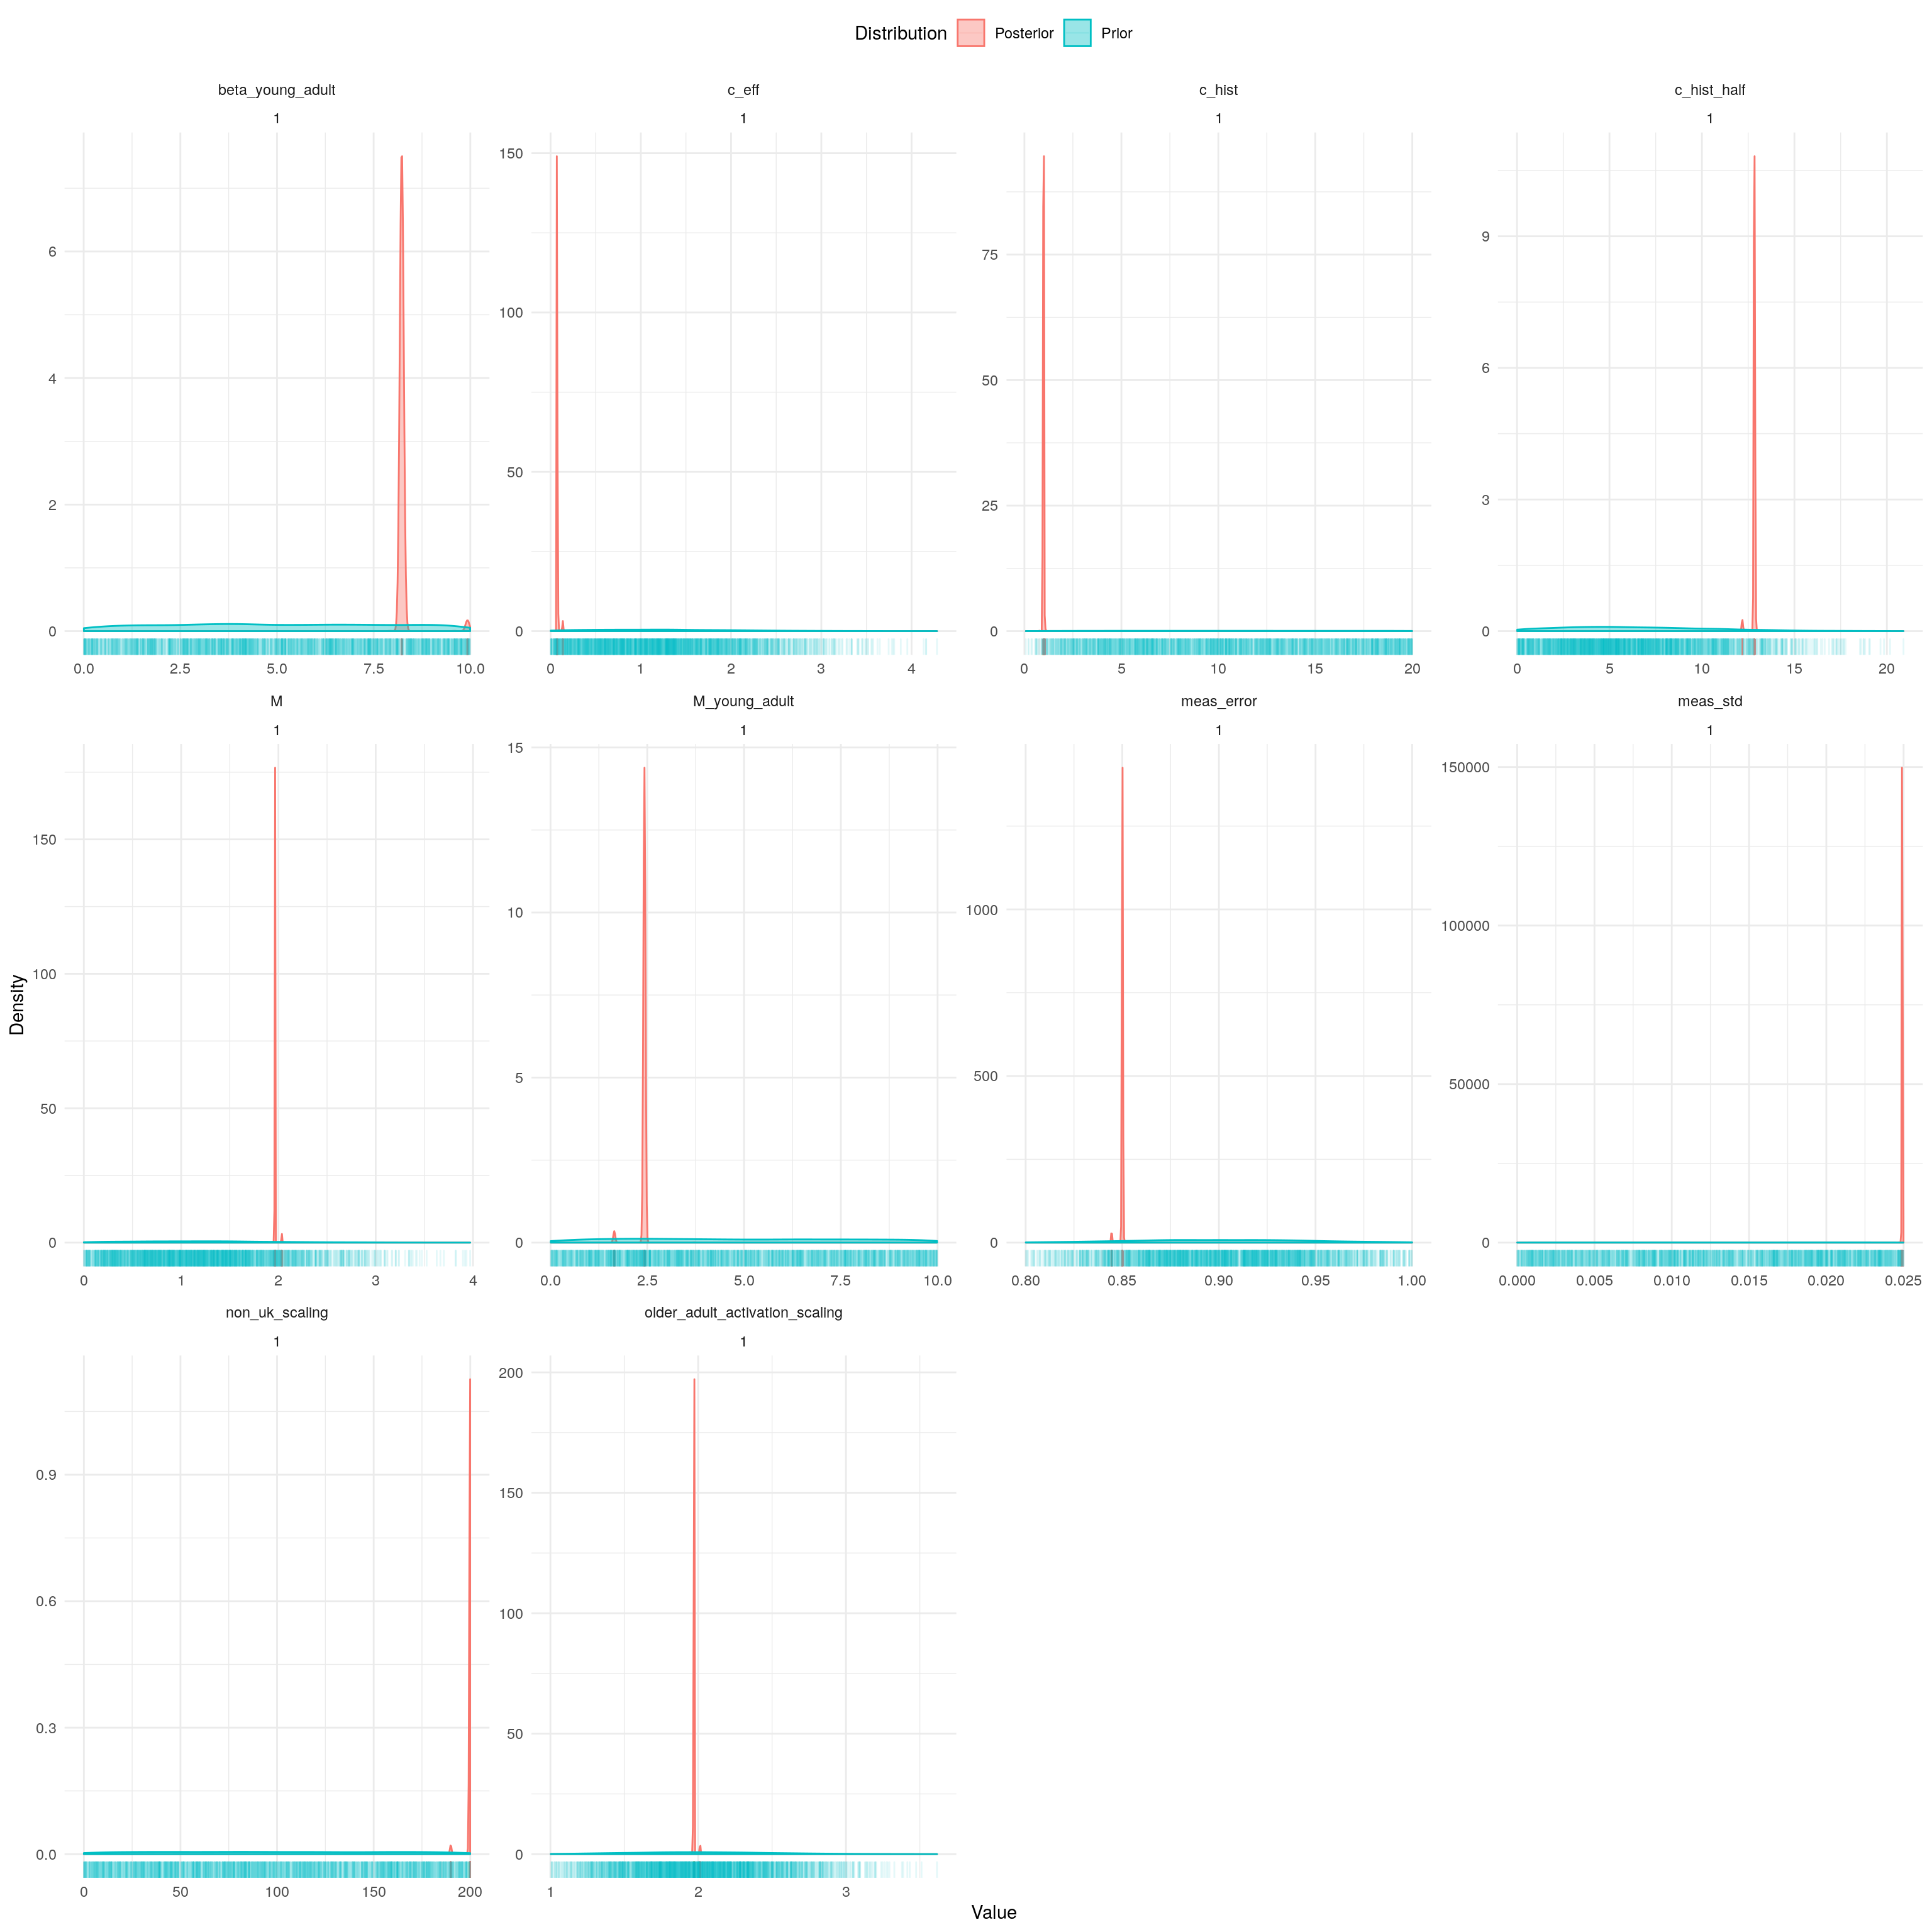 Distribution Posterior Prior
beta_young_adult c_eff c_hist c_hist_half
1 1 1 1
0 2 4 6
0.0 2.5 5.0 7.5 10.0
0 50 100 150
0 1 2 3 4
0 25 50 75
0 5 10 15 20
0 3 6 9
0 5 10 15 20
M M_young_adult meas_error meas_std
1 1 1 1
0 50 100 150
0 1 2 3 4
0 5 10 15
0.0 2.5 5.0 7.5 10.0
0 500 1000
0.80 0.85 0.90 0.95 1.00
0 50000 100000 150000
0.000 0.005 0.010 0.015 0.020 0.025
non_uk_scaling older_adult_activation_scaling
1 1
0.0 0.3 0.6 0.9
0 50 100 150 200
0 50 100 150 200
1 2 3
Density
Value